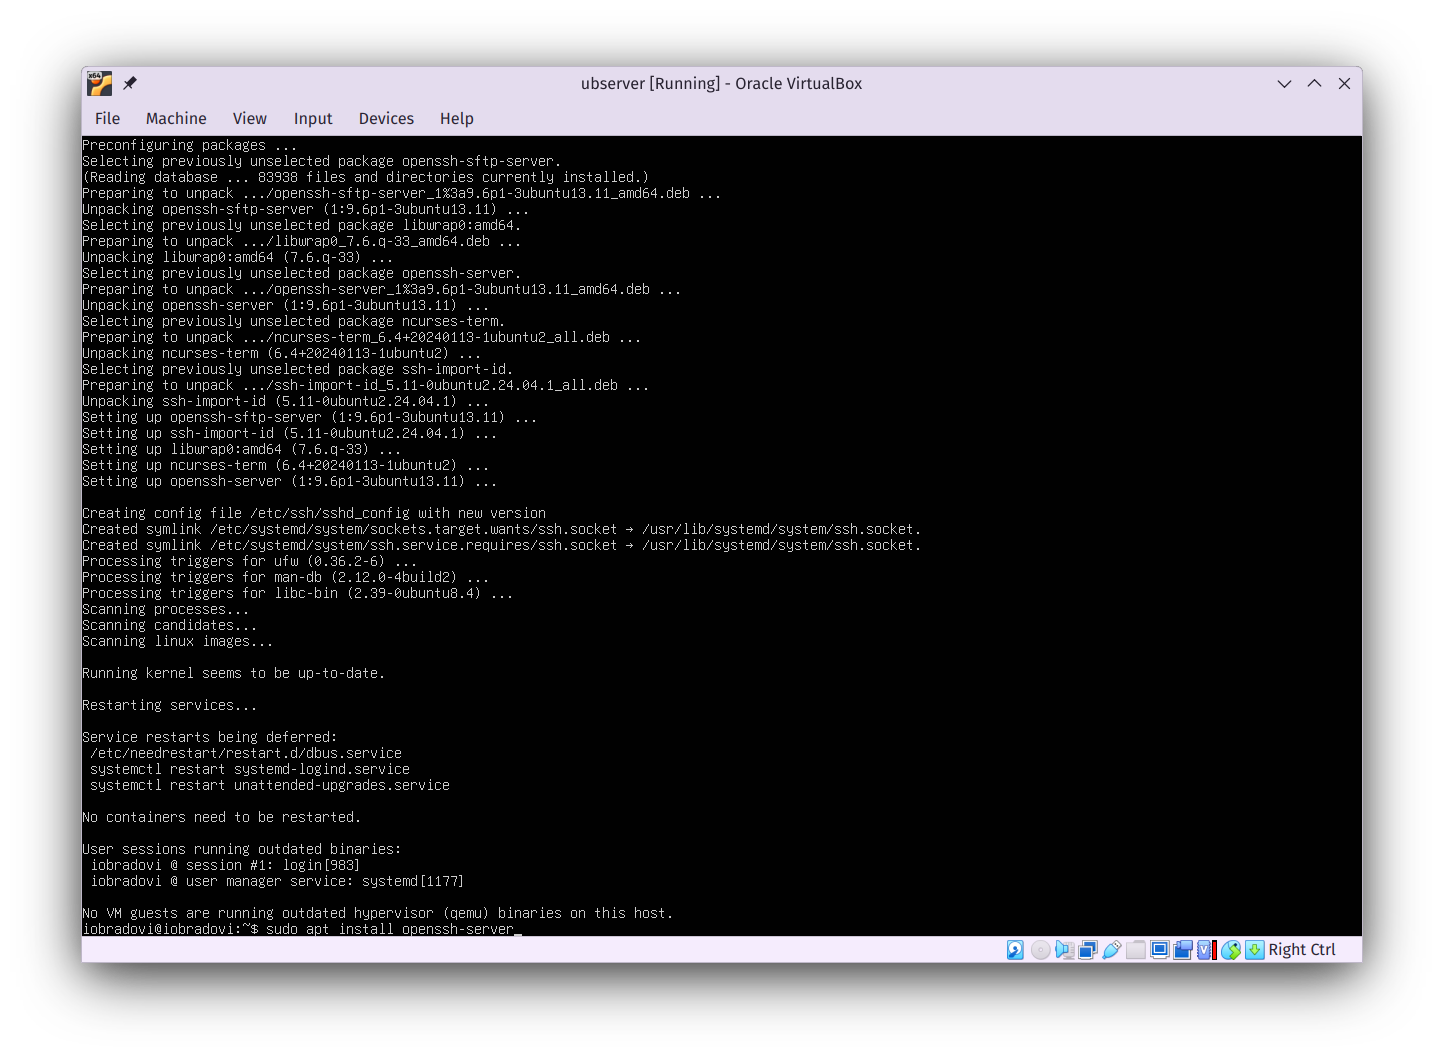 x64
ubserver [Running] - Oracle VirtualBox
File Machine View Input Devices Help
Preconfiguring packages ...
Selecting previously unselected package openssh-sftp-server.
(Reading database ... 83938 files and directories currently installed.)
Preparing to unpack .../openssh-sftp-server_1%3a9.6p1-3ubuntu13.11_amd64.deb ...
Unpacking openssh-sftp-server (1:9.6p1-3ubuntu13.11) ...
Selecting previously unselected package libwrap0:amd64.
Preparing to unpack .../libwrap0_7.6.q-33_amd64.deb ...
Unpacking libwrap0:amd64 (7.6.q-33) ...
Selecting previously unselected package openssh-server.
Preparing to unpack .../openssh-server_1%3a9.6p1-3ubuntu13.11_amd64.deb ...
Unpacking openssh-server (1:9.6p1-3ubuntu13.11) ...
Selecting previously unselected package ncurses-term.
Preparing to unpack .../ncurses-term_6.4+20240113-1ubuntu2_all.deb ...
Unpacking ncurses-term (6.4+20240113-1ubuntu2) ...
Selecting previously unselected package ssh-import-id.
Preparing to unpack .../ssh-import-id_5.11-0ubuntu2.24.04.1_all.deb ...
Unpacking ssh-import-id (5.11-0ubuntu2.24.04.1) ...
Setting up openssh-sftp-server (1:9.6p1-3ubuntu13.11) ...
Setting up ssh-import-id (5.11-0ubuntu2.24.04.1) ...
Setting up libwrap0:amd64 (7.6.q-33) ...
Setting up ncurses-term (6.4+20240113-1ubuntu2) ...
Setting up openssh-server (1:9.6p1-3ubuntu13.11) ...
Creating config file /etc/ssh/sshd_config with new version
Created symlink /etc/systemd/system/sockets.target.wants/ssh.socket → /usr/lib/systemd/system/ssh.socket.
Created symlink /etc/systemd/system/ssh.service.requires/ssh.socket → /usr/lib/systemd/system/ssh.socket.
Processing triggers for ufw (0.36.2-6) ...
Processing triggers for man-db (2.12.0-4build2) ...
Processing triggers for libc-bin (2.39-0ubuntu8.4) ...
Scanning processes...
Scanning candidates...
Scanning linux images...
Running kernel seems to be up-to-date.
Restarting services...
Service restarts being deferred:
 /etc/needrestart/restart.d/dbus.service
 systemctl restart systemd-logind.service
 systemctl restart unattended-upgrades.service
No containers need to be restarted.
User sessions running outdated binaries:
 iobradovi @ session #1: login[983]
 iobradovi @ user manager service: systemd[1177]
No VM guests are running outdated hypervisor (qemu) binaries on this host.
iobradovi@iobradovi:~$ sudo apt install openssh-server_
Right Ctrl